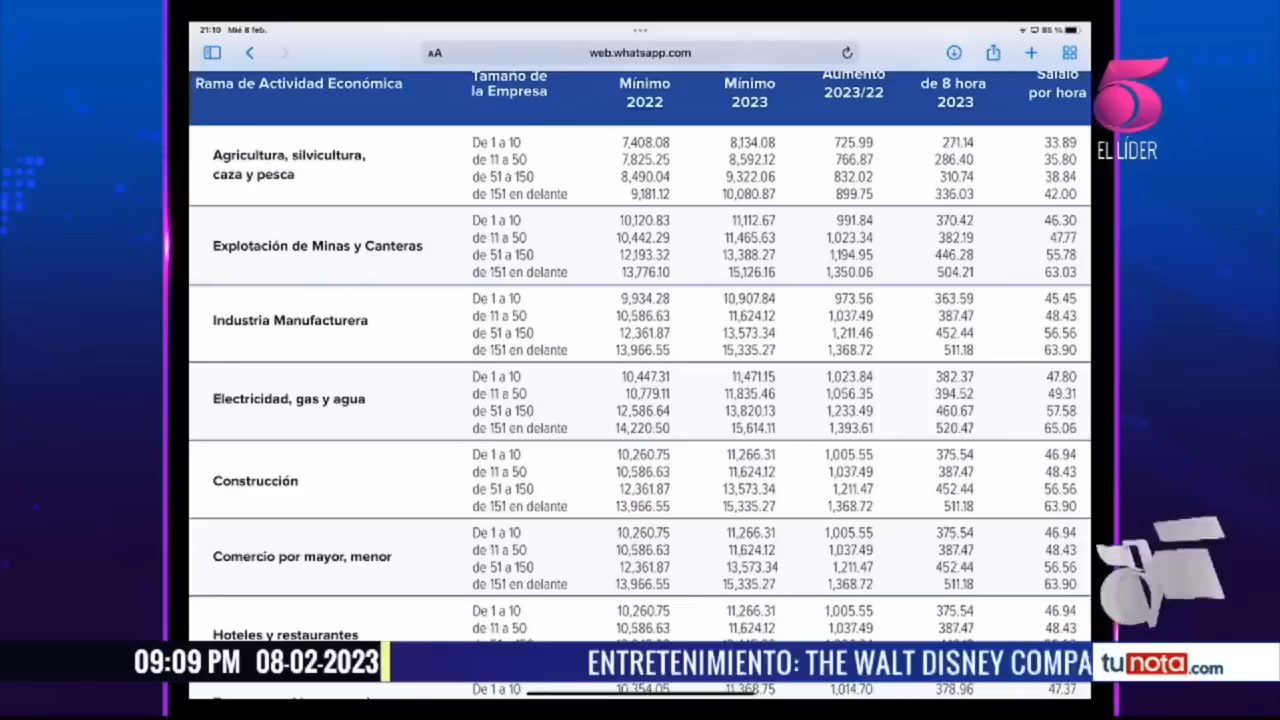 21:10 Mié 8 feb.
85 %
AA
web.whatsapp.com
Rama de Actividad Económica
Tamaño de
la Empresa
Mínimo
2022
Mínimo
2023
Aumento
2023/22
de 8 hora
2023
Salaio
por hora
EL LÍDER
Agricultura, silvicultura,
caza y pesca
De 1 a 10 7,408.08 8,134.08 725.99 271.14 33.89
de 11 a 50 7,825.25 8,592.12 766.87 286.40 35.80
de 51 a 150 8,490.04 9,322.06 832.02 310.74 38.84
de 151 en delante 9,181.12 10,080.87 899.75 336.03 42.00
Explotación de Minas y Canteras
De 1 a 10 10,120.83 11,112.67 991.84 370.42 46.30
de 11 a 50 10,442.29 11,465.63 1,023.34 382.19 47.77
de 51 a 150 12,193.32 13,388.27 1,194.95 446.28 55.78
de 151 en delante 13,776.10 15,126.16 1,350.06 504.21 63.03
Industria Manufacturera
De 1 a 10 9,934.28 10,907.84 973.56 363.59 45.45
de 11 a 50 10,586.63 11,624.12 1,037.49 387.47 48.43
de 51 a 150 12,361.87 13,573.34 1,211.46 452.44 56.56
de 151 en delante 13,966.55 15,335.27 1,368.72 511.18 63.90
Electricidad, gas y agua
De 1 a 10 10,447.31 11,471.15 1,023.84 382.37 47.80
de 11 a 50 10,779.11 11,835.46 1,056.35 394.52 49.31
de 51 a 150 12,586.64 13,820.13 1,233.49 460.67 57.58
de 151 en delante 14,220.50 15,614.11 1,393.61 520.47 65.06
Construcción
De 1 a 10 10,260.75 11,266.31 1,005.55 375.54 46.94
de 11 a 50 10,586.63 11,624.12 1,037.49 387.47 48.43
de 51 a 150 12,361.87 13,573.34 1,211.47 452.44 56.56
de 151 en delante 13,966.55 15,335.27 1,368.72 511.18 63.90
Comercio por mayor, menor
De 1 a 10 10,260.75 11,266.31 1,005.55 375.54 46.94
de 11 a 50 10,586.63 11,624.12 1,037.49 387.47 48.43
de 51 a 150 12,361.87 13,573.34 1,211.47 452.44 56.56
de 151 en delante 13,966.55 15,335.27 1,368.72 511.18 63.90
Hoteles y restaurantes
De 1 a 10 10,260.75 11,266.31 1,005.55 375.54 46.94
de 11 a 50 10,586.63 11,624.12 1,037.49 387.47 48.43
09:09 PM 08-02-2023
ENTRETENIMIENTO: THE WALT DISNEY COMPA
tunota.com
De 1 a 10 10,354.05 11,368.75 1,014.70 378.96 47.37